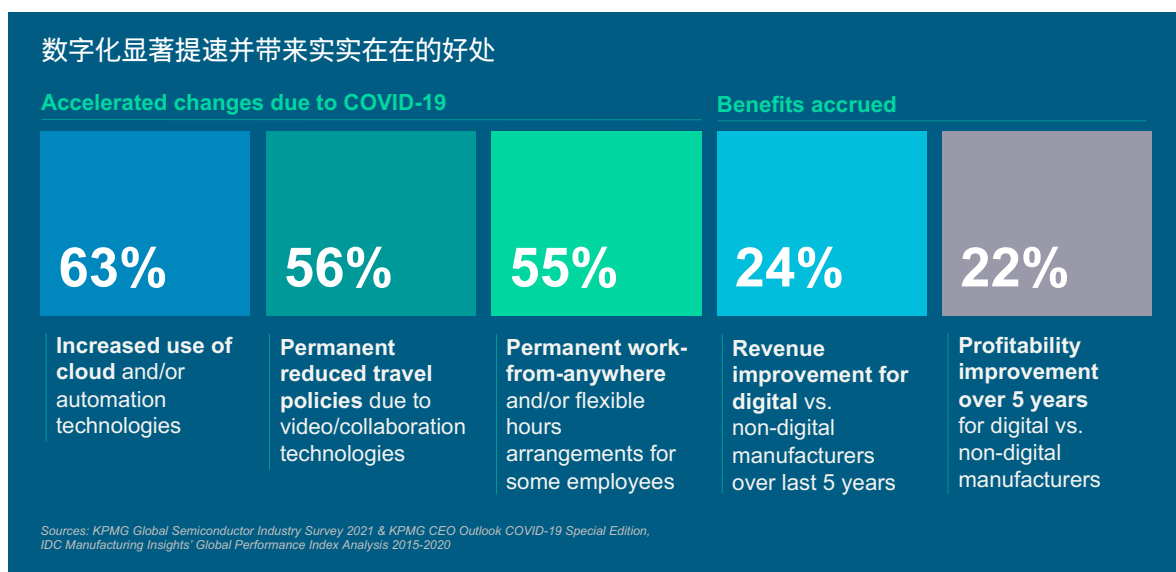 数字化显著提速并带来实实在在的好处
Accelerated changes due to COVID-19
Benefits accrued
63%
56%
55%
24%
22%
Increased use of
cloud and/or
automation
technologies
Permanent
reduced travel
policies due to
video/collaboration
technologies
Permanent work-
from-anywhere
and/or flexible
hours
arrangements for
some employees
Revenue
improvement for
digital vs.
non-digital
manufacturers
over last 5 years
Profitability
improvement
over 5 years
for digital vs.
non-digital
manufacturers
Sources: KPMG Global Semiconductor Industry Survey 2021 & KPMG CEO Outlook COVID-19 Special Edition,
IDC Manufacturing Insights’ Global Performance Index Analysis 2015-2020